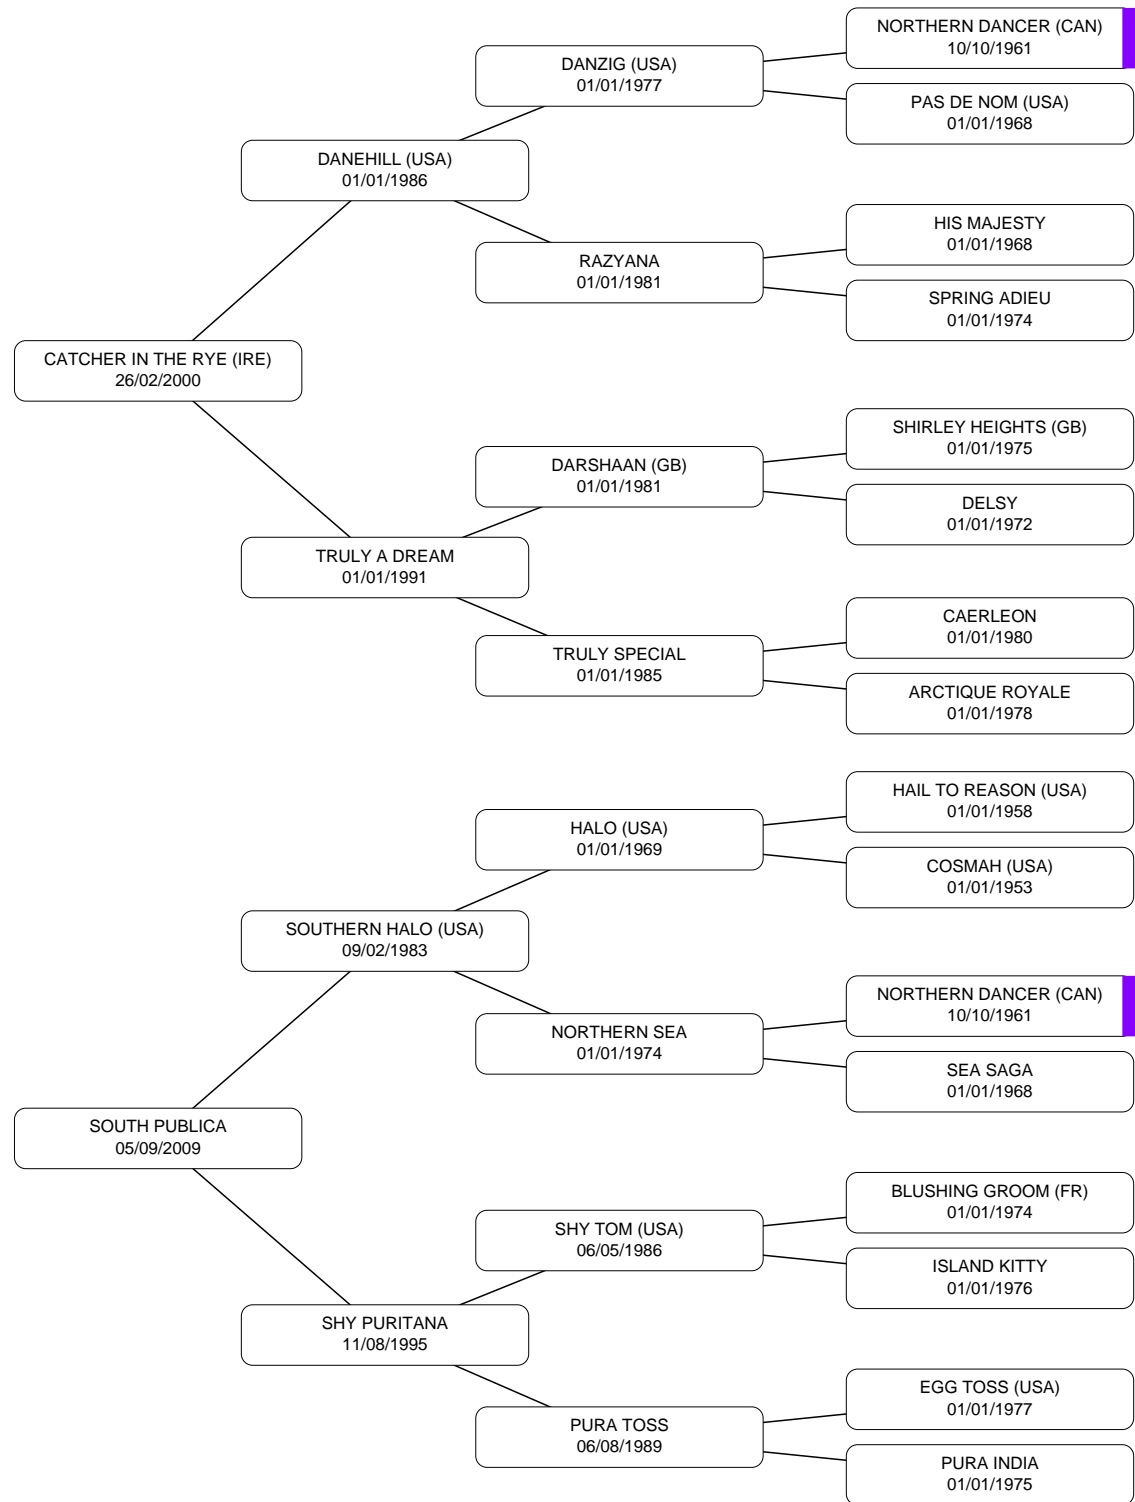 NORTHERN DANCER (CAN)
10/10/1961
DANZIG (USA)
01/01/1977
PAS DE NOM (USA)
01/01/1968
DANEHILL (USA)
01/01/1986
HIS MAJESTY
01/01/1968
RAZYANA
01/01/1981
SPRING ADIEU
01/01/1974
CATCHER IN THE RYE (IRE)
26/02/2000
SHIRLEY HEIGHTS (GB)
01/01/1975
DARSHAAN (GB)
01/01/1981
DELSY
01/01/1972
TRULY A DREAM
01/01/1991
CAERLEON
01/01/1980
TRULY SPECIAL
01/01/1985
ARCTIQUE ROYALE
01/01/1978
HAIL TO REASON (USA)
01/01/1958
HALO (USA)
01/01/1969
COSMAH (USA)
01/01/1953
SOUTHERN HALO (USA)
09/02/1983
NORTHERN DANCER (CAN)
10/10/1961
NORTHERN SEA
01/01/1974
SEA SAGA
01/01/1968
SOUTH PUBLICA
05/09/2009
BLUSHING GROOM (FR)
01/01/1974
SHY TOM (USA)
06/05/1986
ISLAND KITTY
01/01/1976
SHY PURITANA
11/08/1995
EGG TOSS (USA)
01/01/1977
PURA TOSS
06/08/1989
PURA INDIA
01/01/1975